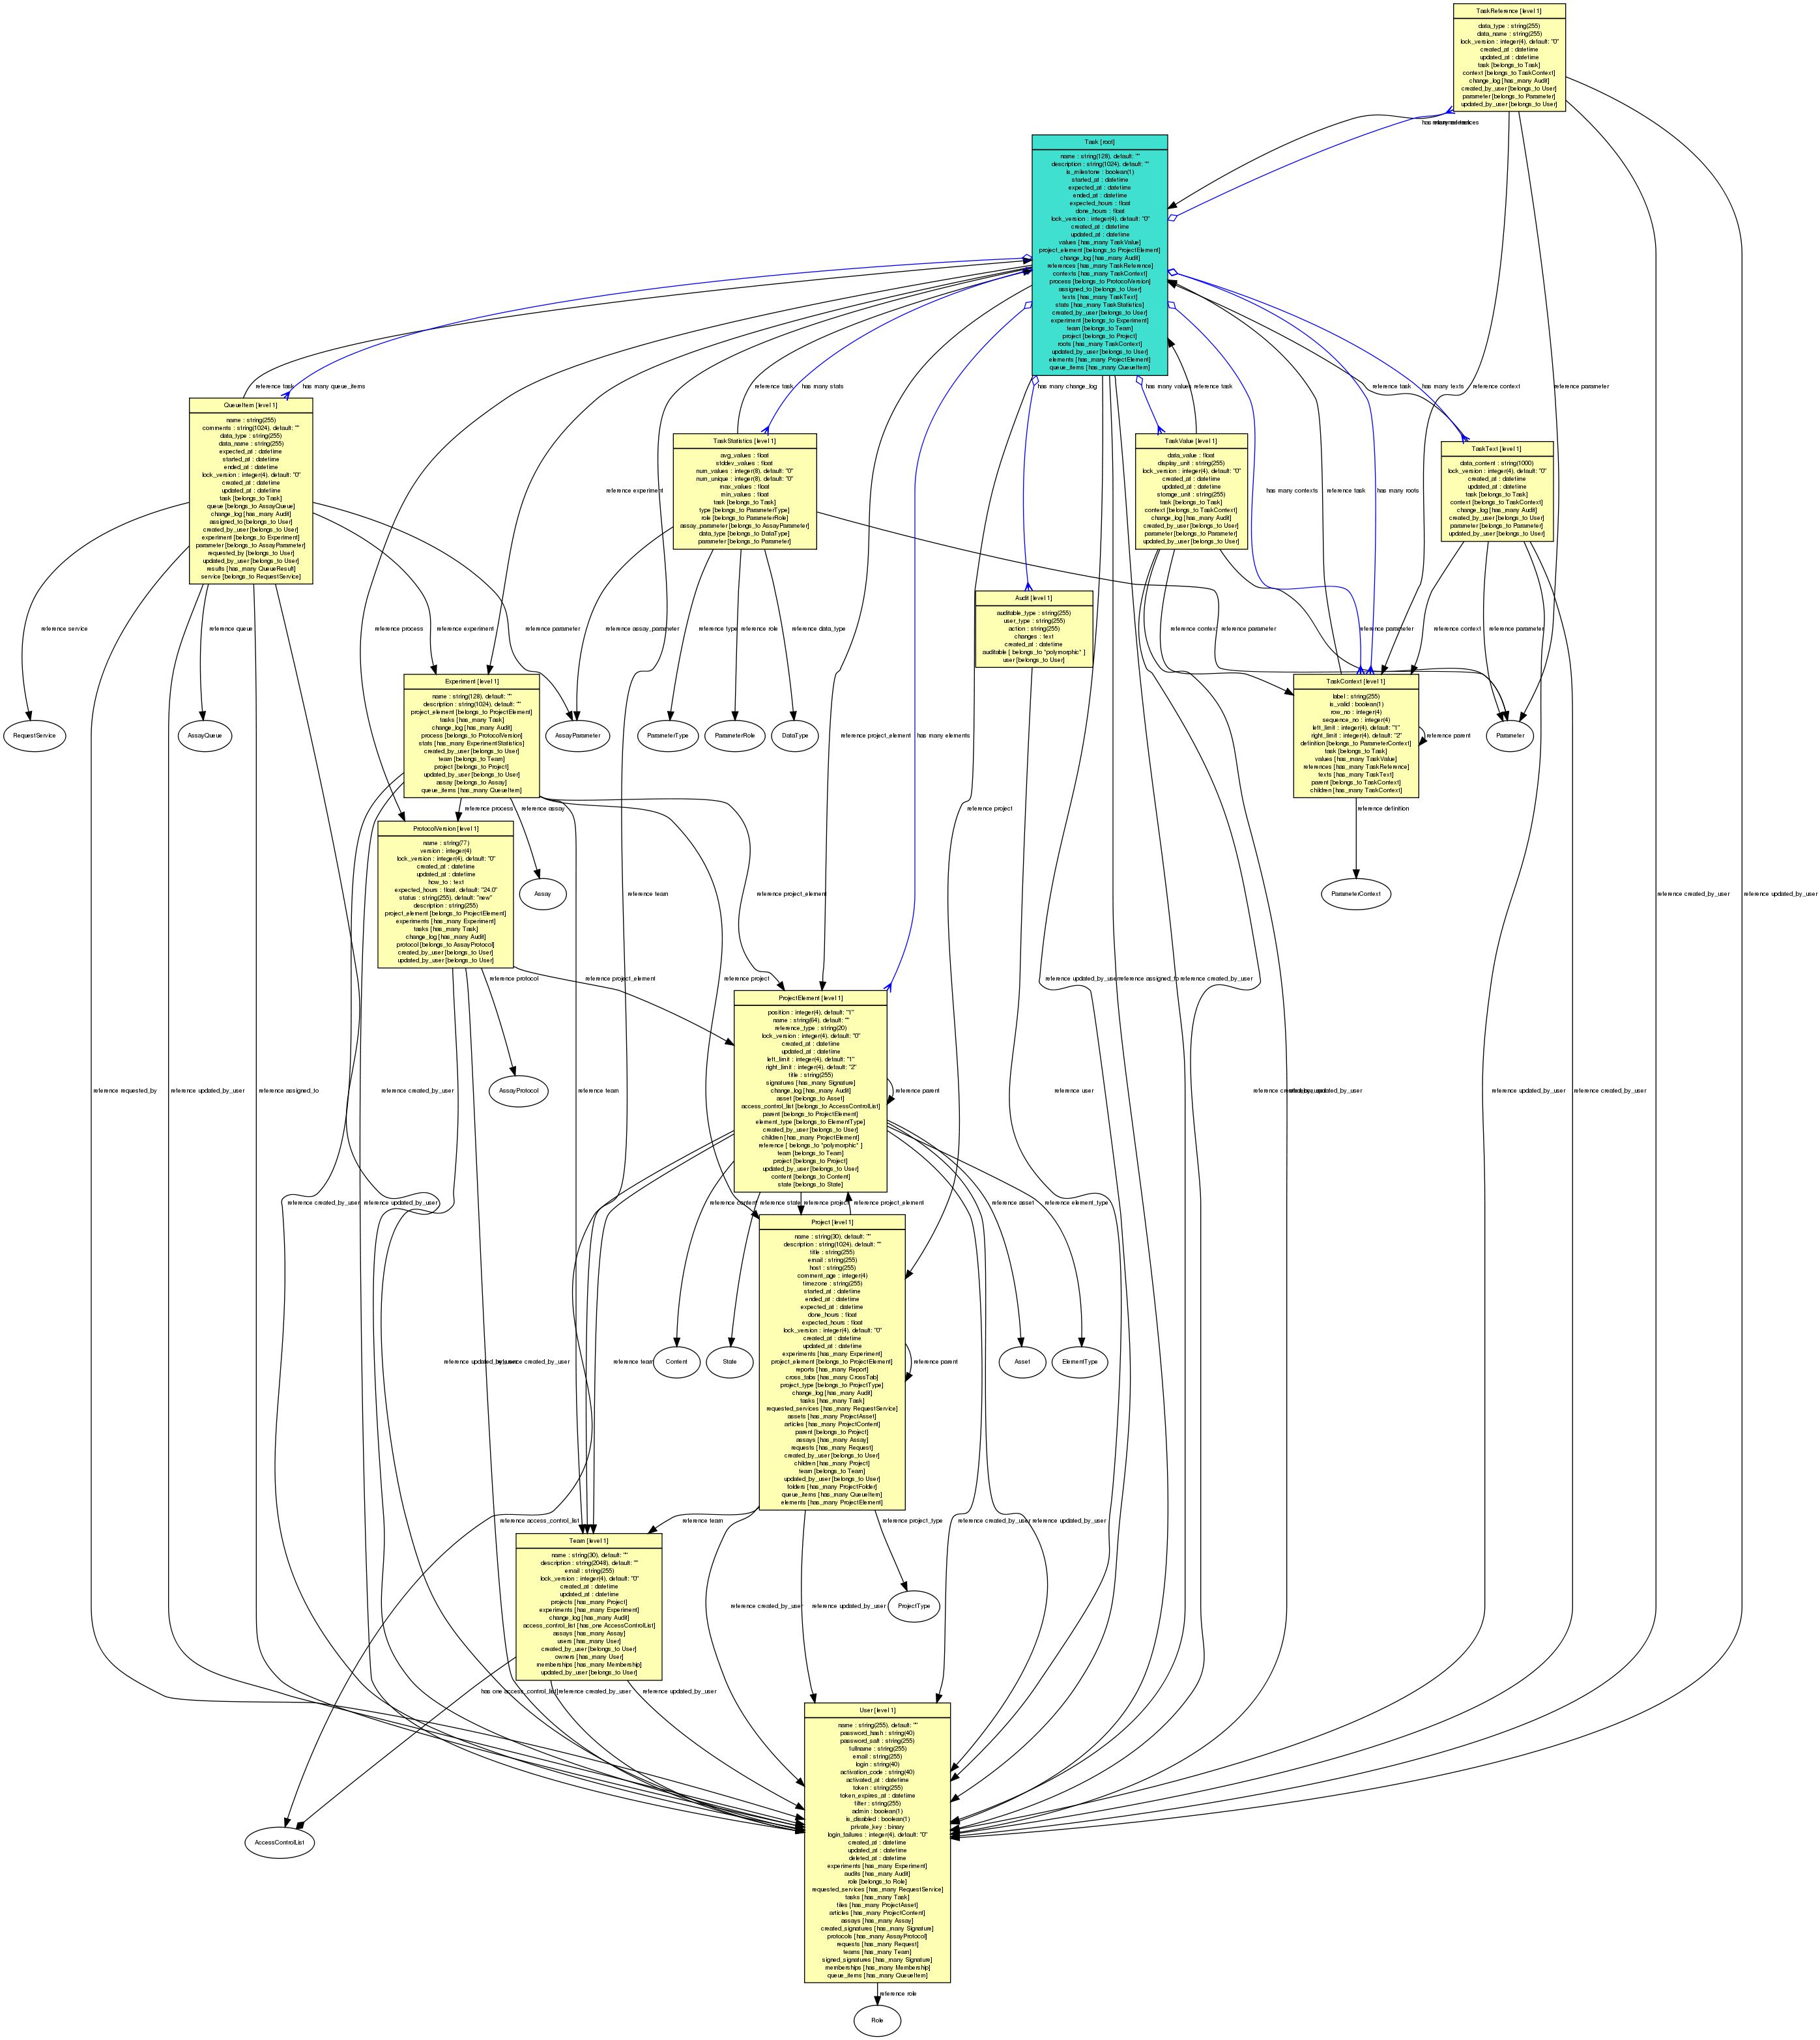 TaskReference [level 1]
data_type : string(255)
data_name : string(255)
lock_version : integer(4), default: "0"
created_at : datetime
updated_at : datetime
task [belongs_to Task]
context [belongs_to TaskContext]
change_log [has_many Audit]
created_by_user [belongs_to User]
parameter [belongs_to Parameter]
updated_by_user [belongs_to User]
Task [root]
name : string(128), default: ""
description : string(1024), default: ""
is_milestone : boolean(1)
started_at : datetime
expected_at : datetime
ended_at : datetime
expected_hours : float
done_hours : float
lock_version : integer(4), default: "0"
created_at : datetime
updated_at : datetime
values [has_many TaskValue]
project_element [belongs_to ProjectElement]
change_log [has_many Audit]
references [has_many TaskReference]
contexts [has_many TaskContext]
process [belongs_to ProtocolVersion]
assigned_to [belongs_to User]
texts [has_many TaskText]
stats [has_many TaskStatistics]
created_by_user [belongs_to User]
experiment [belongs_to Experiment]
team [belongs_to Team]
project [belongs_to Project]
roots [has_many TaskContext]
updated_by_user [belongs_to User]
elements [has_many ProjectElement]
queue_items [has_many QueueItem]
reference task
has many queue_items
reference task
has many stats
has many change_log
has many values
reference task
reference task
has many texts
reference context
reference parameter
QueueItem [level 1]
name : string(255)
comments : string(1024), default: ""
data_type : string(255)
data_name : string(255)
expected_at : datetime
started_at : datetime
ended_at : datetime
lock_version : integer(4), default: "0"
created_at : datetime
updated_at : datetime
task [belongs_to Task]
queue [belongs_to AssayQueue]
change_log [has_many Audit]
assigned_to [belongs_to User]
created_by_user [belongs_to User]
experiment [belongs_to Experiment]
parameter [belongs_to AssayParameter]
requested_by [belongs_to User]
updated_by_user [belongs_to User]
results [has_many QueueResult]
service [belongs_to RequestService]
reference experiment
TaskStatistics [level 1]
avg_values : float
stddev_values : float
num_values : integer(8), default: "0"
num_unique : integer(8), default: "0"
max_values : float
min_values : float
task [belongs_to Task]
type [belongs_to ParameterType]
role [belongs_to ParameterRole]
assay_parameter [belongs_to AssayParameter]
data_type [belongs_to DataType]
parameter [belongs_to Parameter]
TaskValue [level 1]
data_value : float
display_unit : string(255)
lock_version : integer(4), default: "0"
created_at : datetime
updated_at : datetime
storage_unit : string(255)
task [belongs_to Task]
context [belongs_to TaskContext]
change_log [has_many Audit]
created_by_user [belongs_to User]
parameter [belongs_to Parameter]
updated_by_user [belongs_to User]
has many contexts
reference task
has many roots
TaskText [level 1]
data_content : string(1000)
lock_version : integer(4), default: "0"
created_at : datetime
updated_at : datetime
task [belongs_to Task]
context [belongs_to TaskContext]
change_log [has_many Audit]
created_by_user [belongs_to User]
parameter [belongs_to Parameter]
updated_by_user [belongs_to User]
Audit [level 1]
auditable_type : string(255)
user_type : string(255)
action : string(255)
changes : text
created_at : datetime
auditable [ belongs_to "polymorphic" ]
user [belongs_to User]
reference service
reference queue
reference process
reference experiment
reference parameter
reference assay_parameter
reference type
reference role
reference data_type
reference context
reference parameter
reference parameter
reference context
reference parameter
RequestService
AssayQueue
Experiment [level 1]
name : string(128), default: ""
description : string(1024), default: ""
project_element [belongs_to ProjectElement]
tasks [has_many Task]
change_log [has_many Audit]
process [belongs_to ProtocolVersion]
stats [has_many ExperimentStatistics]
created_by_user [belongs_to User]
team [belongs_to Team]
project [belongs_to Project]
updated_by_user [belongs_to User]
assay [belongs_to Assay]
queue_items [has_many QueueItem]
AssayParameter
ParameterType
ParameterRole
DataType
reference project_element
has many elements
TaskContext [level 1]
label : string(255)
is_valid : boolean(1)
row_no : integer(4)
sequence_no : integer(4)
left_limit : integer(4), default: "1"
right_limit : integer(4), default: "2"
definition [belongs_to ParameterContext]
task [belongs_to Task]
values [has_many TaskValue]
references [has_many TaskReference]
texts [has_many TaskText]
parent [belongs_to TaskContext]
children [has_many TaskContext]
reference parent
Parameter
reference process
reference assay
reference project
reference definition
ProtocolVersion [level 1]
name : string(77)
version : integer(4)
lock_version : integer(4), default: "0"
created_at : datetime
updated_at : datetime
how_to : text
expected_hours : float, default: "24.0"
status : string(255), default: "new"
description : string(255)
project_element [belongs_to ProjectElement]
experiments [has_many Experiment]
tasks [has_many Task]
change_log [has_many Audit]
protocol [belongs_to AssayProtocol]
created_by_user [belongs_to User]
updated_by_user [belongs_to User]
Assay
reference team
reference project_element
ParameterContext
reference created_by_user
reference updated_by_user
reference protocol
reference project_element
reference project
reference updated_by_user
reference assigned_to
reference created_by_user
ProjectElement [level 1]
position : integer(4), default: "1"
name : string(64), default: ""
reference_type : string(20)
lock_version : integer(4), default: "0"
created_at : datetime
updated_at : datetime
left_limit : integer(4), default: "1"
right_limit : integer(4), default: "2"
title : string(255)
signatures [has_many Signature]
change_log [has_many Audit]
asset [belongs_to Asset]
access_control_list [belongs_to AccessControlList]
parent [belongs_to ProjectElement]
element_type [belongs_to ElementType]
created_by_user [belongs_to User]
children [has_many ProjectElement]
reference [ belongs_to "polymorphic" ]
team [belongs_to Team]
project [belongs_to Project]
updated_by_user [belongs_to User]
content [belongs_to Content]
state [belongs_to State]
reference parent
AssayProtocol
reference requested_by
reference updated_by_user
reference assigned_to
reference created_by_user
reference team
reference user
reference updated_by_user
reference created_by_user
reference created_by_user
reference updated_by_user
reference content
reference state
reference project
reference project_element
reference asset
reference element_type
Project [level 1]
name : string(30), default: ""
description : string(1024), default: ""
title : string(255)
email : string(255)
host : string(255)
comment_age : integer(4)
timezone : string(255)
started_at : datetime
ended_at : datetime
expected_at : datetime
done_hours : float
expected_hours : float
lock_version : integer(4), default: "0"
created_at : datetime
updated_at : datetime
experiments [has_many Experiment]
project_element [belongs_to ProjectElement]
reports [has_many Report]
cross_tabs [has_many CrossTab]
project_type [belongs_to ProjectType]
change_log [has_many Audit]
tasks [has_many Task]
requested_services [has_many RequestService]
assets [has_many ProjectAsset]
articles [has_many ProjectContent]
parent [belongs_to Project]
assays [has_many Assay]
requests [has_many Request]
created_by_user [belongs_to User]
children [has_many Project]
team [belongs_to Team]
updated_by_user [belongs_to User]
folders [has_many ProjectFolder]
queue_items [has_many QueueItem]
elements [has_many ProjectElement]
reference parent
reference created_by_user
reference team
Content
State
Asset
ElementType
reference access_control_list
reference team
reference project_type
reference created_by_user
reference updated_by_user
Team [level 1]
name : string(30), default: ""
description : string(2048), default: ""
email : string(255)
lock_version : integer(4), default: "0"
created_at : datetime
updated_at : datetime
projects [has_many Project]
experiments [has_many Experiment]
change_log [has_many Audit]
access_control_list [has_one AccessControlList]
assays [has_many Assay]
users [has_many User]
created_by_user [belongs_to User]
owners [has_many User]
memberships [has_many Membership]
updated_by_user [belongs_to User]
reference created_by_user
reference updated_by_user
ProjectType
has one access_control_list
reference created_by_user
reference updated_by_user
User [level 1]
name : string(255), default: ""
password_hash : string(40)
password_salt : string(255)
fullname : string(255)
email : string(255)
login : string(40)
activation_code : string(40)
activated_at : datetime
token : string(255)
token_expires_at : datetime
filter : string(255)
admin : boolean(1)
is_disabled : boolean(1)
private_key : binary
login_failures : integer(4), default: "0"
created_at : datetime
updated_at : datetime
deleted_at : datetime
experiments [has_many Experiment]
audits [has_many Audit]
role [belongs_to Role]
requested_services [has_many RequestService]
tasks [has_many Task]
files [has_many ProjectAsset]
articles [has_many ProjectContent]
assays [has_many Assay]
created_signatures [has_many Signature]
protocols [has_many AssayProtocol]
requests [has_many Request]
teams [has_many Team]
signed_signatures [has_many Signature]
memberships [has_many Membership]
queue_items [has_many QueueItem]
AccessControlList
reference role
Role